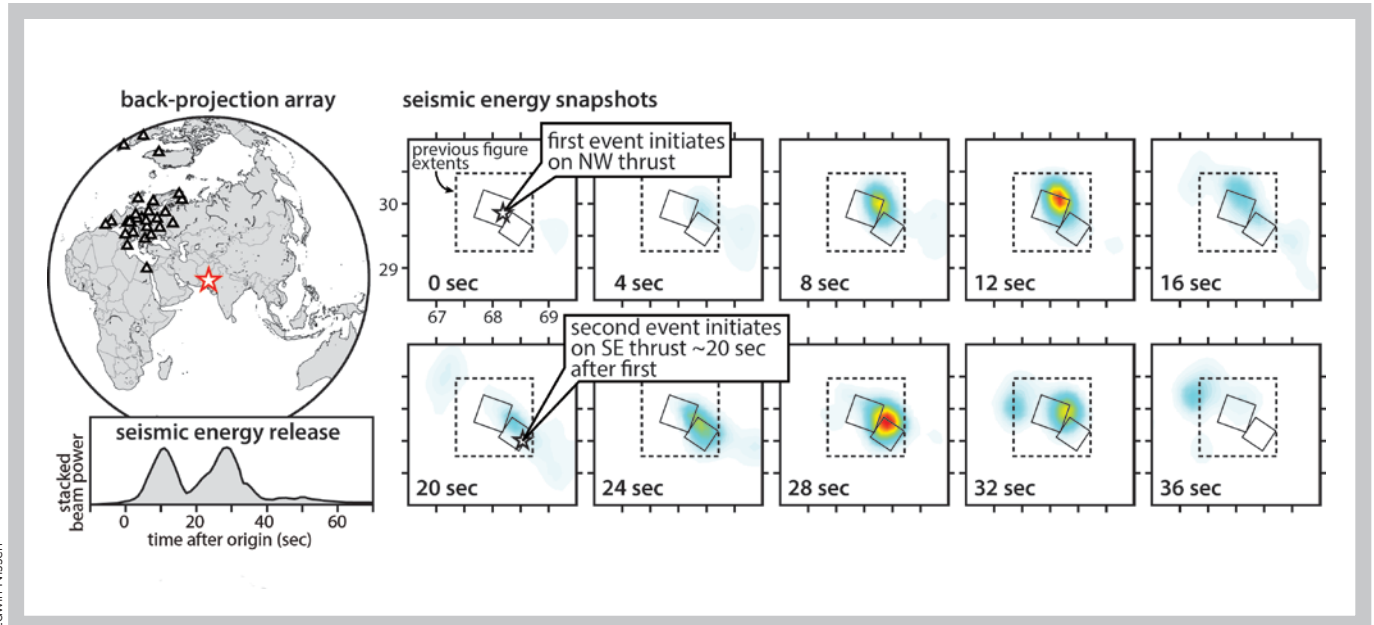 back-projection array
seismic energy snapshots
previous figure
extents
first event initiates
on NW thrust
30
29
0 sec
4 sec
8 sec
12 sec
16 sec
67
68
69
second event initiates
on SE thrust ~20 sec
after first
20 sec
24 sec
28 sec
32 sec
36 sec
seismic energy release
stacked
beam power
0
20
40
60
time after origin (sec)
Nissen